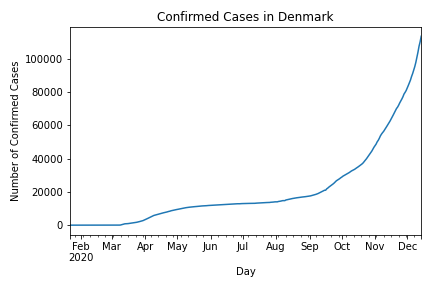 Confirmed Cases in Denmark
Number of Confirmed Cases
100000
80000
60000
40000
20000
0
Feb Mar Apr May Jun Jul Aug Sep Oct Nov Dec
2020
Day